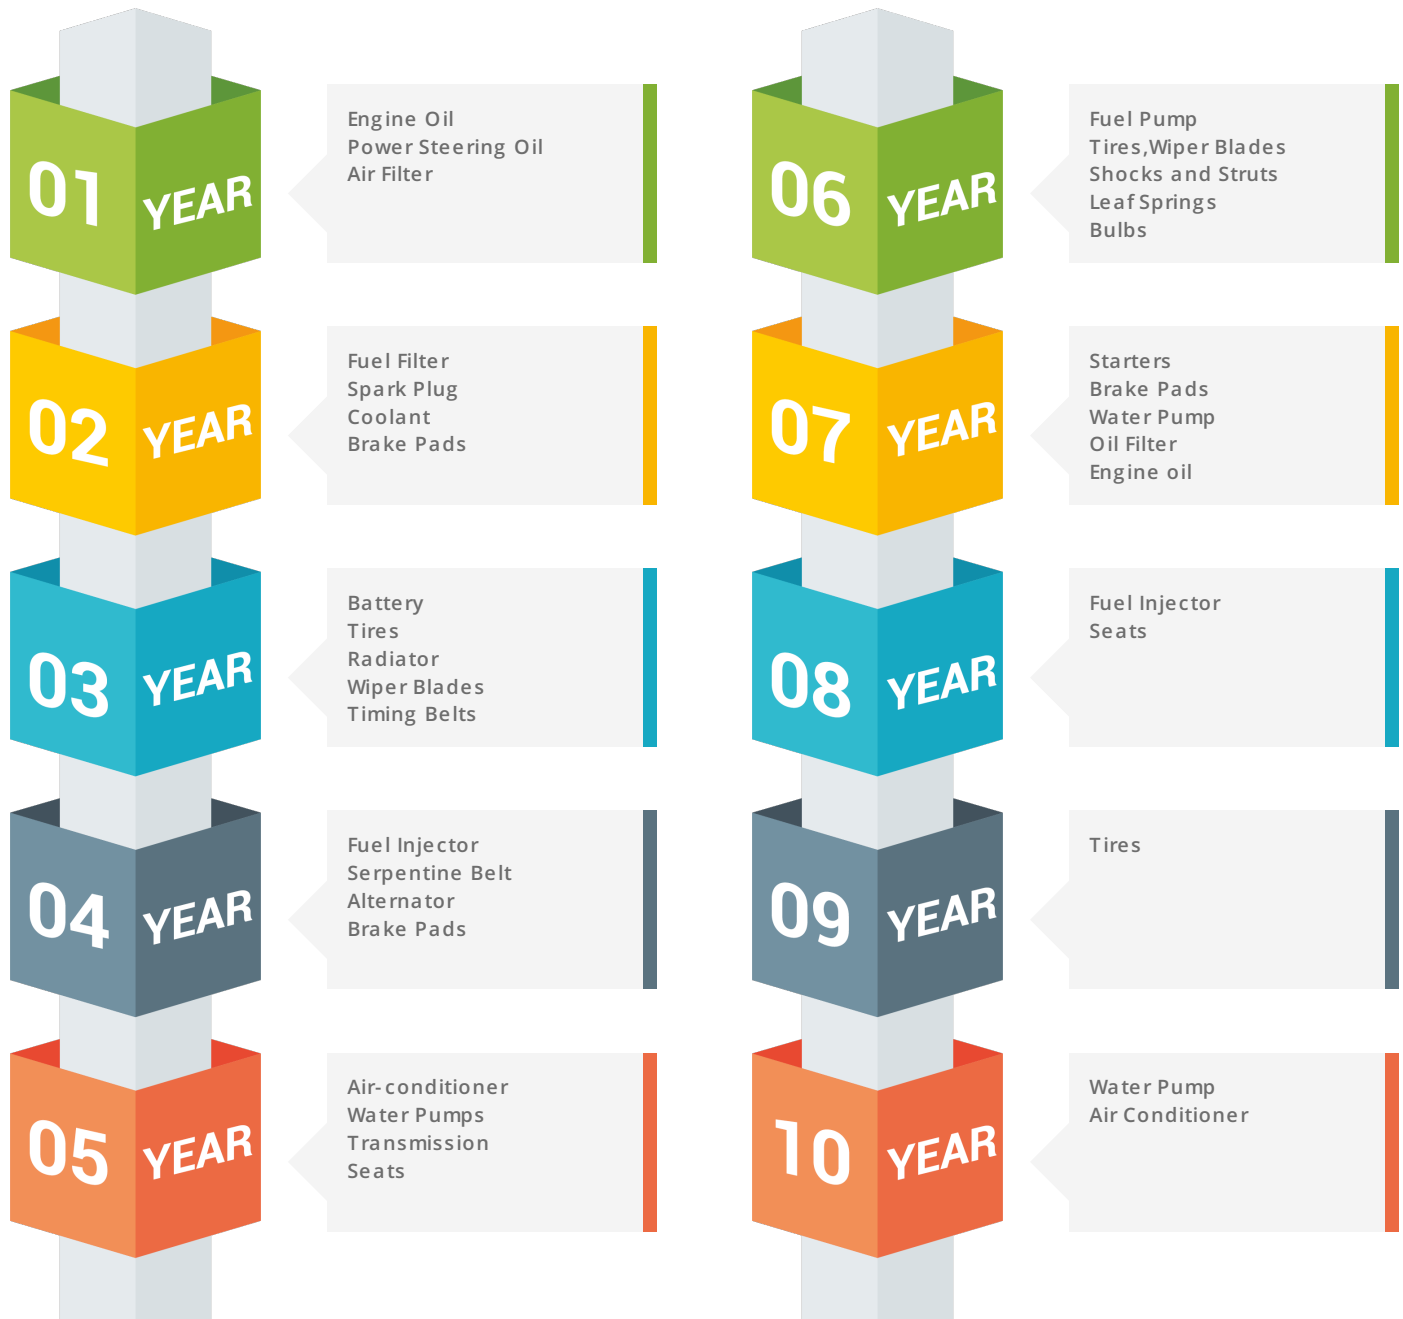 01 YEAR
Engine Oil
Power Steering Oil
Air Filter
02 YEAR
Fuel Filter
Spark Plug
Coolant
Brake Pads
03 YEAR
Battery
Tires
Radiator
Wiper Blades
Timing Belts
04 YEAR
Fuel Injector
Serpentine Belt
Alternator
Brake Pads
05 YEAR
Air-conditioner
Water Pumps
Transmission
Seats
06 YEAR
Fuel Pump
Tires,Wiper Blades
Shocks and Struts
Leaf Springs
Bulbs
07 YEAR
Starters
Brake Pads
Water Pump
Oil Filter
Engine oil
08 YEAR
Fuel Injector
Seats
09 YEAR
Tires
10 YEAR
Water Pump
Air Conditioner